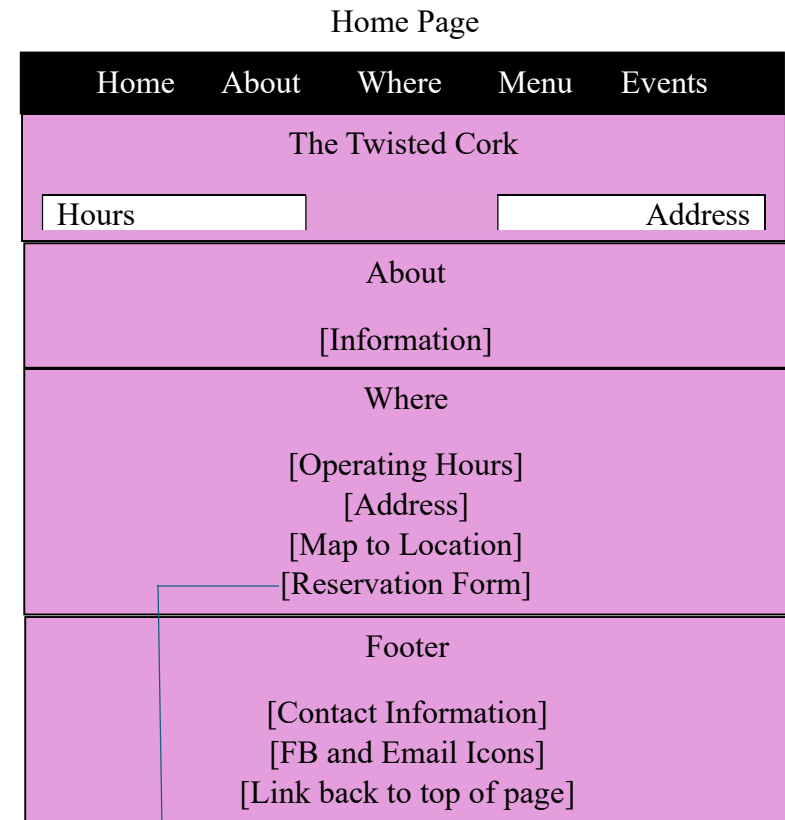 Home Page
Home About Where Menu Events
The Twisted Cork
Hours Address
About
[Information]
Where
[Operating Hours]
[Address]
[Map to Location]
[Reservation Form]
Footer
[Contact Information]
[FB and Email Icons]
[Link back to top of page]